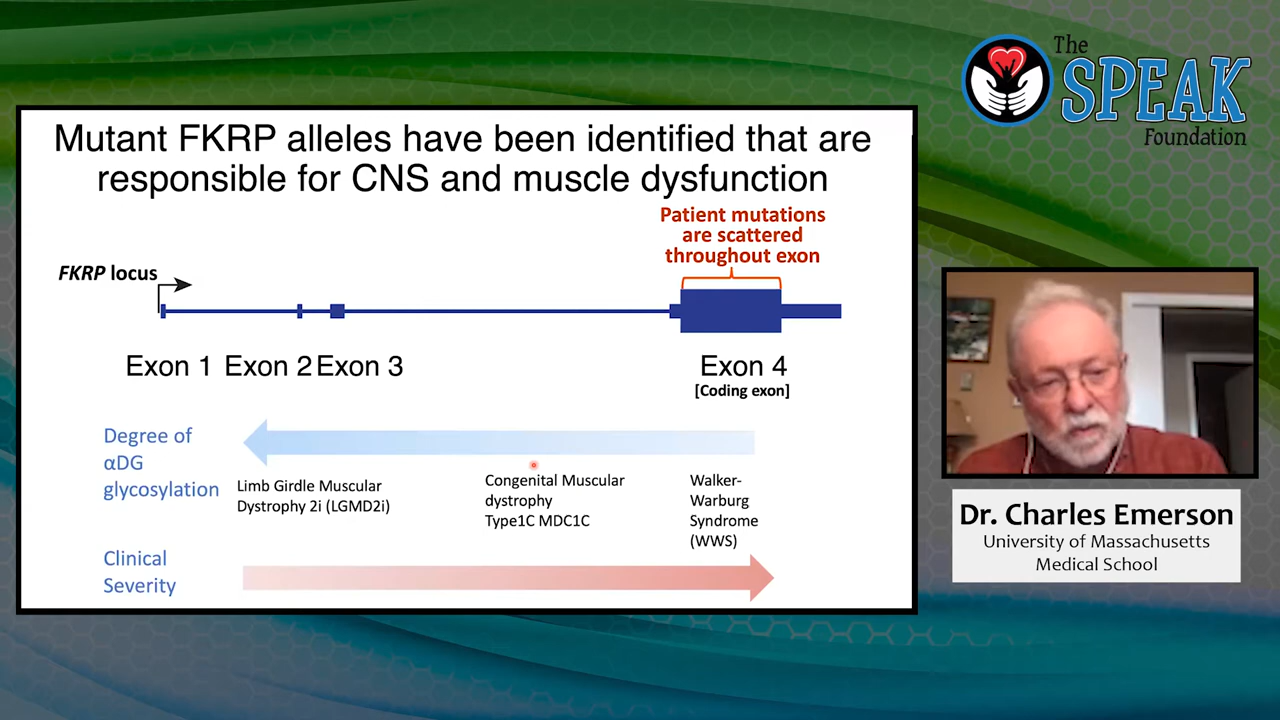 The
SPEAK
Foundation
Mutant FKRP alleles have been identified that are
responsible for CNS and muscle dysfunction
Patient mutations
are scattered
throughout exon
FKRP locus
Exon 1 Exon 2 Exon 3 Exon 4
[Coding exon]
Degree of
αDG
glycosylation
Limb Girdle Muscular
Dystrophy 2i (LGMD2i)
Congenital Muscular
dystrophy
Type1C MDC1C
Walker-
Warburg
Syndrome
(WWS)
Clinical
Severity
Dr. Charles Emerson
University of Massachusetts
Medical School